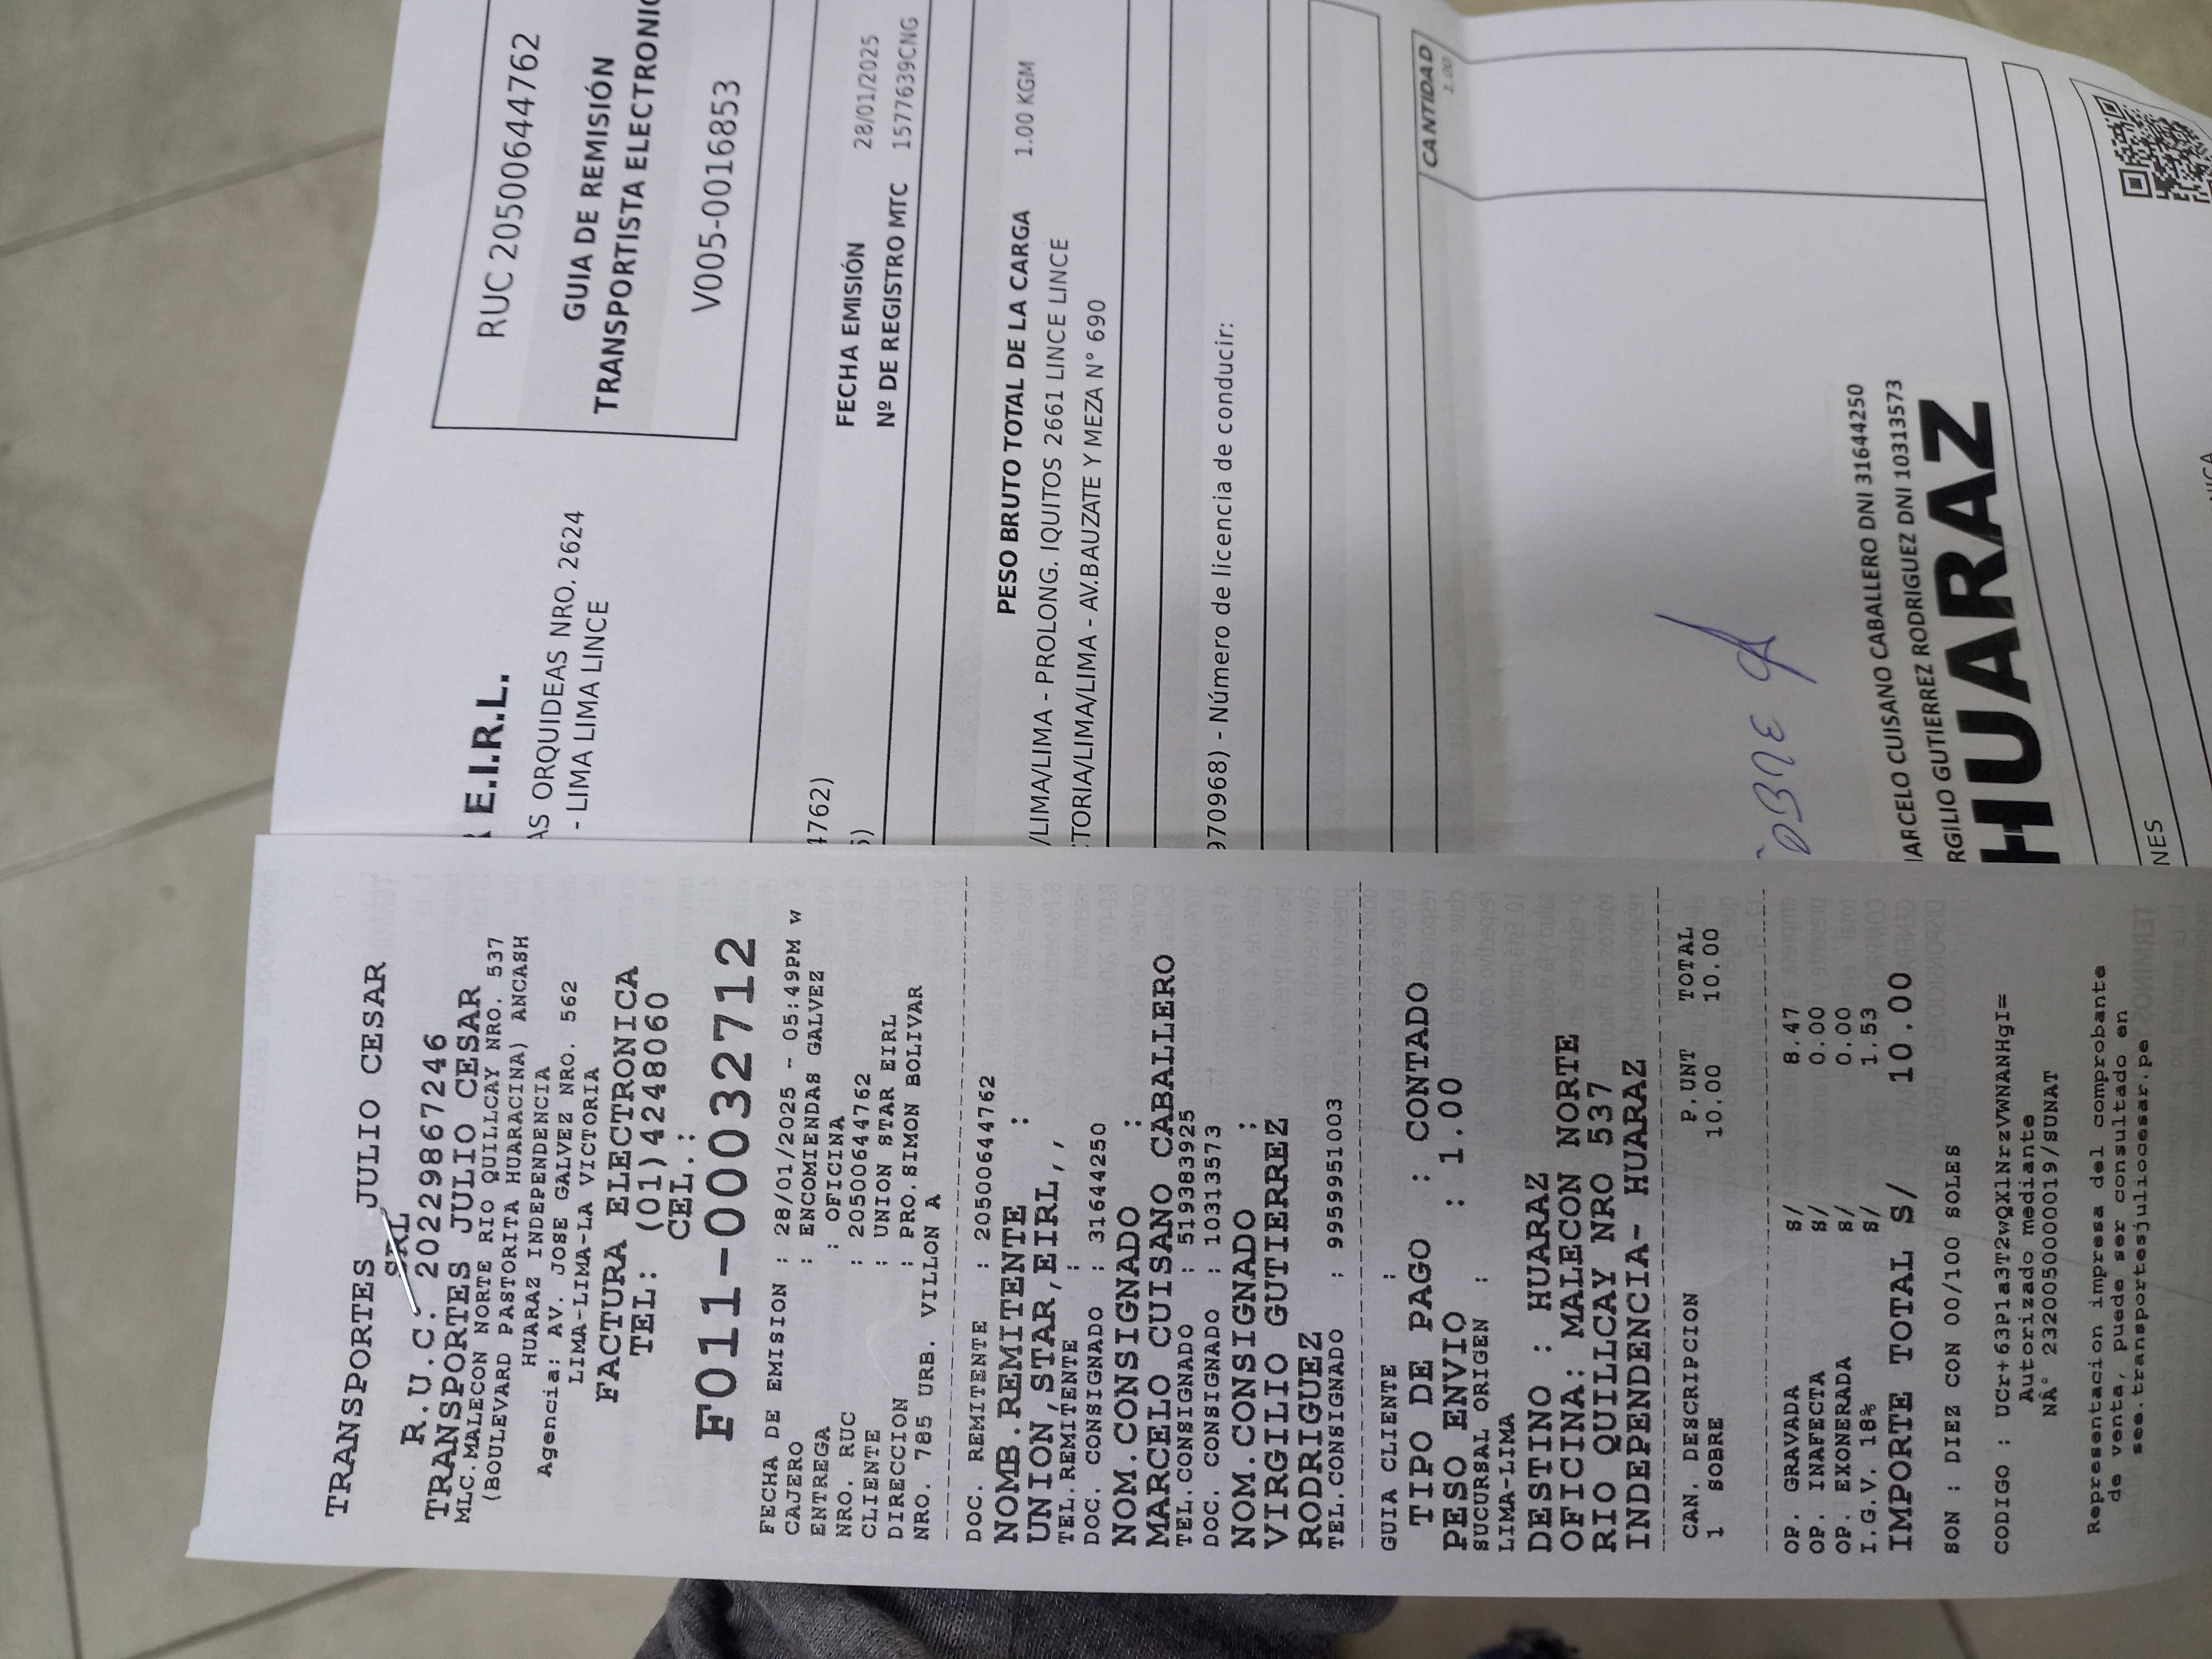 TRANSPORTES JULIO CESAR
SRL
R.U.C: 20229867246
TRANSPORTES JULIO CESAR
MLC.MALECON NORTE RIO QUILLCAY NRO. 537
(BOULEVARD PASTORITA HUARACINA) ANCASH
HUARAZ INDEPENDENCIA
Agencia: AV. JOSE GALVEZ NRO. 562
LIMA-LIMA-LA VICTORIA
FACTURA ELECTRONICA
TEL: (01)4248060
CEL.:
F011-00032712
FECHA DE EMISION : 28/01/2025 - 05:49PM w
CAJERO : ENCOMIENDAS GALVEZ
ENTREGA : OFICINA
NRO. RUC : 20500644762
CLIENTE : UNION STAR EIRL
DIRECCION : PRO.SIMON BOLIVAR
NRO. 785 URB. VILLON A
DOC. REMITENTE : 20500644762
NOMB.REMITENTE :
UNION,STAR,EIRL,,
TEL.REMITENTE :
DOC. CONSIGNADO : 31644250
NOM.CONSIGNADO :
MARCELO CUISANO CABALLERO
TEL.CONSIGNADO : 51938392​5
DOC. CONSIGNADO : 10313573
NOM.CONSIGNADO :
VIRGILIO GUTIERREZ
RODRIGUEZ
TEL.CONSIGNADO : 959951003
GUIA CLIENTE :
TIPO DE PAGO : CONTADO
PESO ENVIO : 1.00
SUCURSAL ORIGEN :
LIMA-LIMA
DESTINO : HUARAZ
OFICINA: MALECON NORTE
RIO QUILLCAY NRO 537
INDEPENDENCIA- HUARAZ
CAN. DESCRIPCION P.UNT TOTAL
1 SOBRE 10.00 10.00
OP. GRAVADA S/ 8.47
OP. INAFECTA S/ 0.00
OP. EXONERADA S/ 0.00
I.G.V. 18% S/ 1.53
IMPORTE TOTAL S/ 10.00
SON : DIEZ CON 00/100 SOLES
CODIGO : UCr+63P1a3T2wQX1NrzVWNANHgI=
Autorizado mediante
NÂ° 2320050000019/SUNAT
Representacion impresa del comprobante
de venta, puede ser consultado en
see.transportesjuliocesar.pe
E.I.R.L.
AS ORQUIDEAS NRO. 2624
- LIMA LIMA LINCE
RUC 20500644762
GUIA DE REMISIÓN
TRANSPORTISTA ELECTRONIC
V005-0016853
4762)
FECHA EMISIÓN 28/01/2025
Nº DE REGISTRO MTC 1577639CNG
PESO BRUTO TOTAL DE LA CARGA 1.00 KGM
/LIMA/LIMA - PROLONG. IQUITOS 2661 LINCE LINCE
TORIA/LIMA/LIMA - AV.BAUZATE Y MEZA N° 690
970968) - Número de licencia de conducir:
CANTIDAD
1.00
ARCELO CUISANO CABALLERO DNI 31644250
RGILIO GUTIERREZ RODRIGUEZ DNI 10313573
HUARAZ
NES